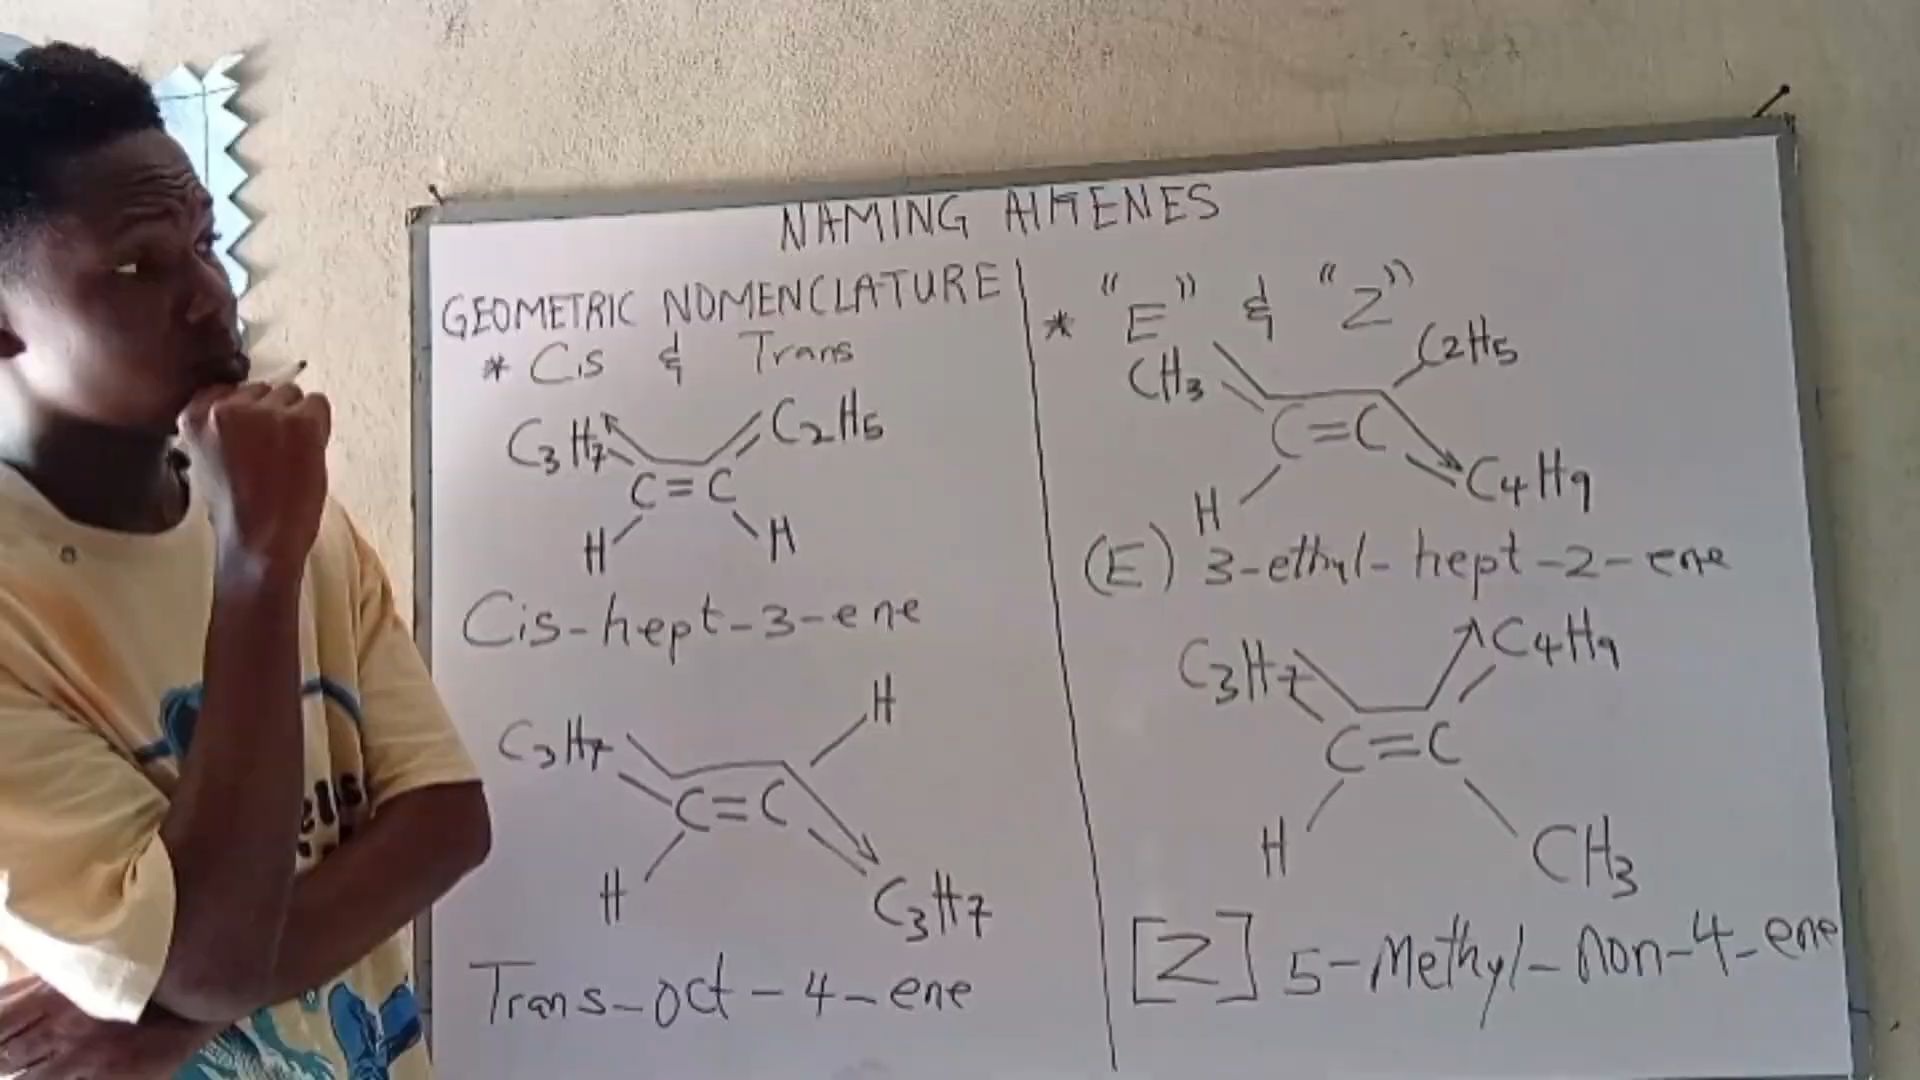 NAMING AlKENES
GEOMETRIC NOMENCLATURE
* Cis & Trans
C3H7 C2H5
C=C
H H
Cis-hept-3-ene
H
C3H7
C=C
H
C3H7
Trans-oct-4-ene
* "E" & "Z"
C2H5
CH3
C=C
C4H9
H
(E) 3-ethyl-hept-2-ene
C4H9
C3H7
C=C
H CH3
[Z] 5-Methyl-non-4-ene